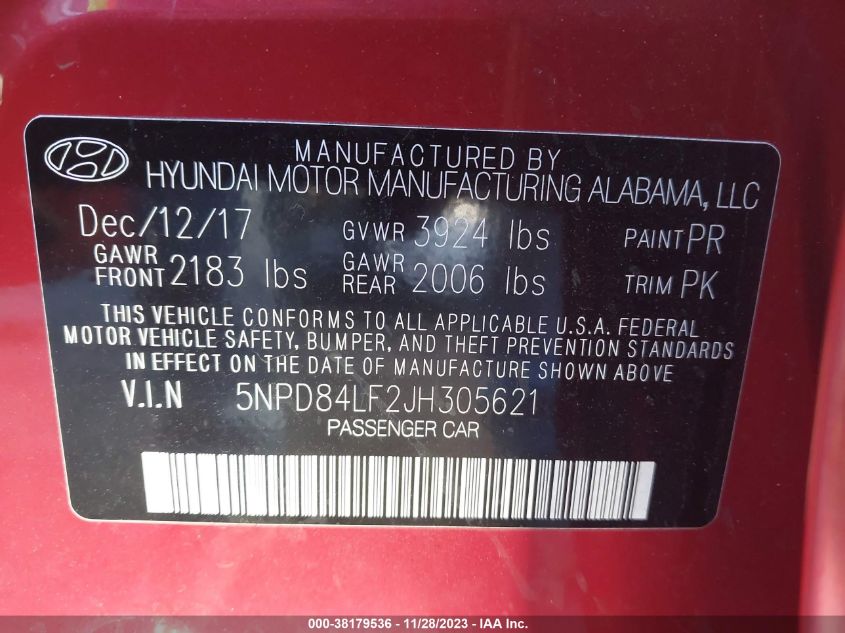 MANUFACTURED BY
HYUNDAI MOTOR MANUFACTURING ALABAMA, LLC
Dec/12/17 GVWR 3924 lbs PAINT PR
GAWR FRONT 2183 lbs GAWR REAR 2006 lbs TRIM PK
THIS VEHICLE CONFORMS TO ALL APPLICABLE U.S.A. FEDERAL
MOTOR VEHICLE SAFETY, BUMPER, AND THEFT PREVENTION STANDARDS
IN EFFECT ON THE DATE OF MANUFACTURE SHOWN ABOVE
V.I.N 5NPD84LF2JH305621
PASSENGER CAR
000-38179536 - 11/28/2023 - IAAI.com